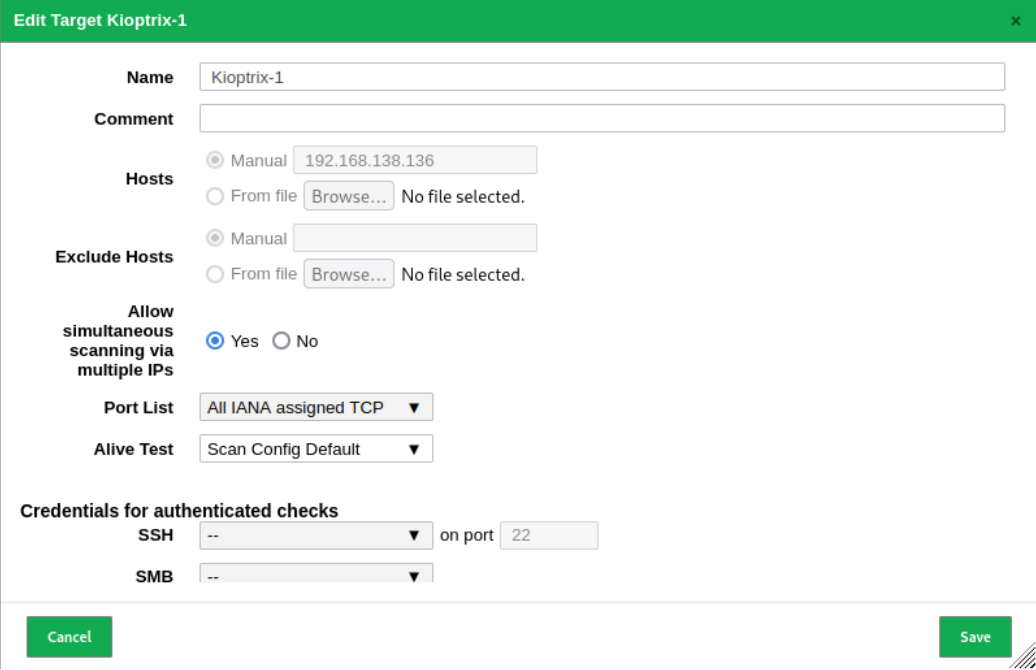 Edit Target Kioptrix-1 ×
Name Kioptrix-1
Comment
Hosts
Manual 192.168.138.136
From file Browse... No file selected.
Exclude Hosts
Manual
From file Browse... No file selected.
Allow
simultaneous
scanning via
multiple IPs
Yes No
Port List All IANA assigned TCP ▼
Alive Test Scan Config Default ▼
Credentials for authenticated checks
SSH -- ▼ on port 22
SMB -- ▼
Cancel Save